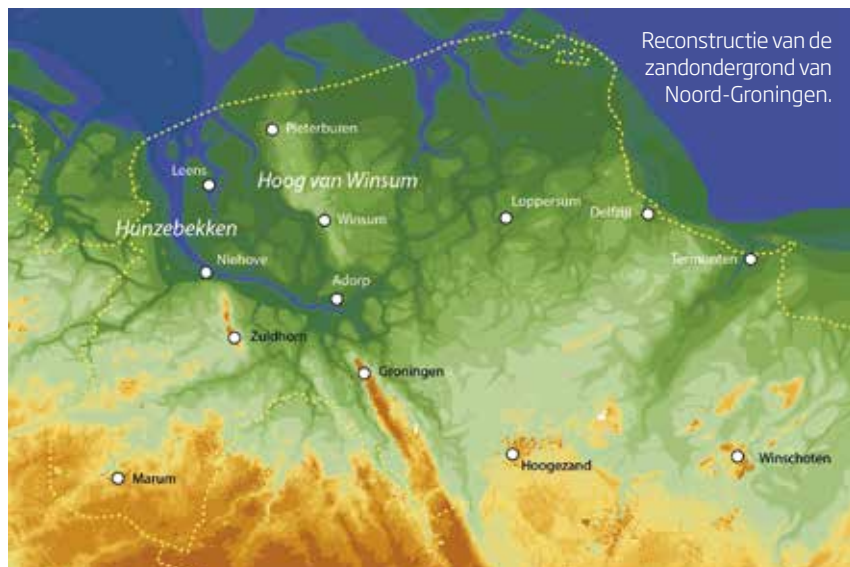 Reconstructie van de
zandondergrond van
Noord-Groningen.
Pieterburen
Leens
Hoog van Winsum
Winsum
Loppersum
Delfzijl
Hunzebekken
Niehove
Termunten
Adorp
Zuidhorn
Groningen
Hoogezand
Winschoten
Marum